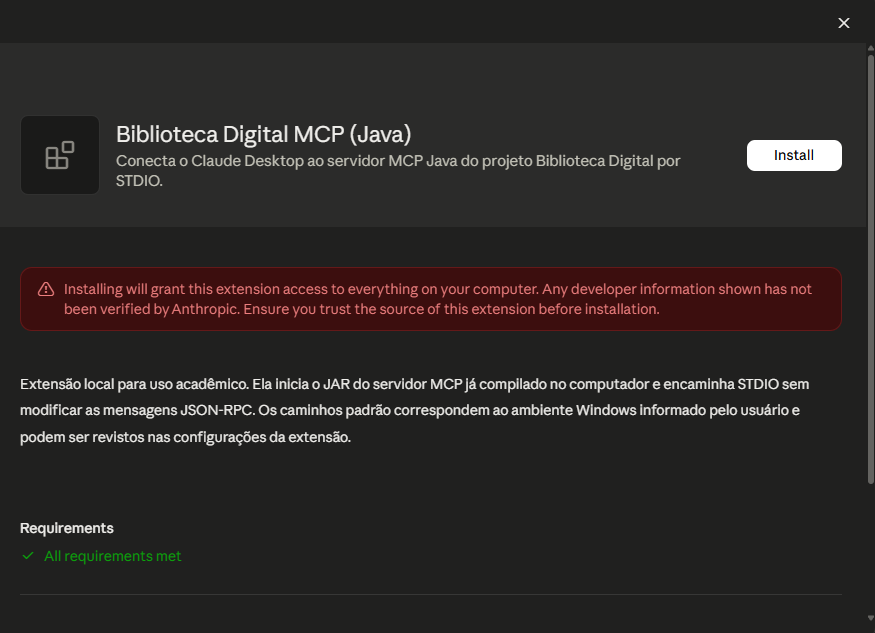 Biblioteca Digital MCP (Java)
Conecta o Claude Desktop ao servidor MCP Java do projeto Biblioteca Digital por
STDIO.
Install
Installing will grant this extension access to everything on your computer. Any developer information shown has not
been verified by Anthropic. Ensure you trust the source of this extension before installation.
Extensão local para uso acadêmico. Ela inicia o JAR do servidor MCP já compilado no computador e encaminha STDIO sem
modificar as mensagens JSON-RPC. Os caminhos padrão correspondem ao ambiente Windows informado pelo usuário e
podem ser revistos nas configurações da extensão.
Requirements
All requirements met